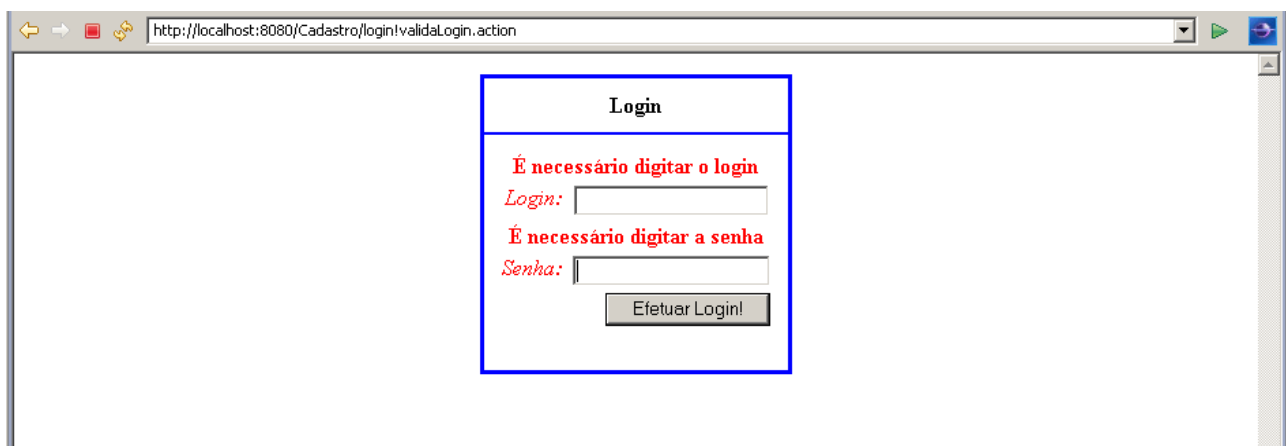 http://localhost:8080/Cadastro/login!validaLogin.action
Login
É necessário digitar o login
Login:
É necessário digitar a senha
Senha:
Efetuar Login!